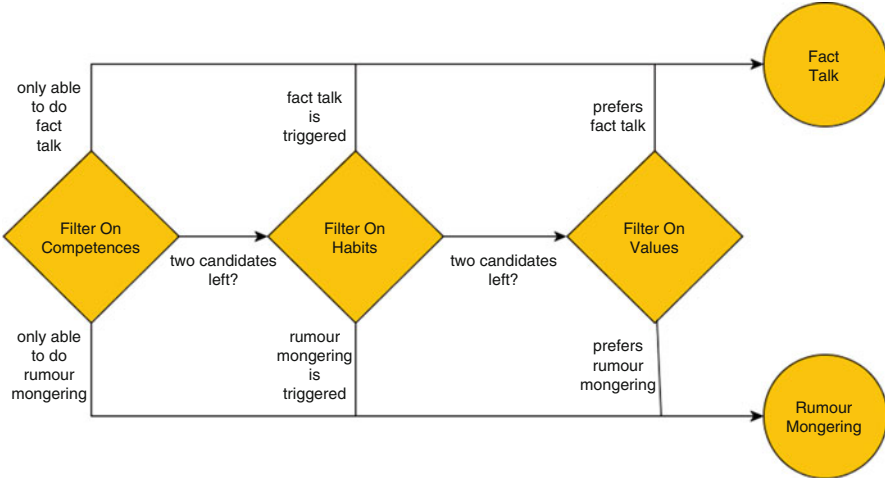 Fact
Talk
only able
to do
fact
talk
fact talk
is
triggered
prefers
fact talk
Filter On
Competences
two candidates
left?
Filter On
Habits
two candidates
left?
Filter On
Values
only able
to do
rumour
mongering
rumour
mongering
is
triggered
prefers
rumour
mongering
Rumour
Mongering